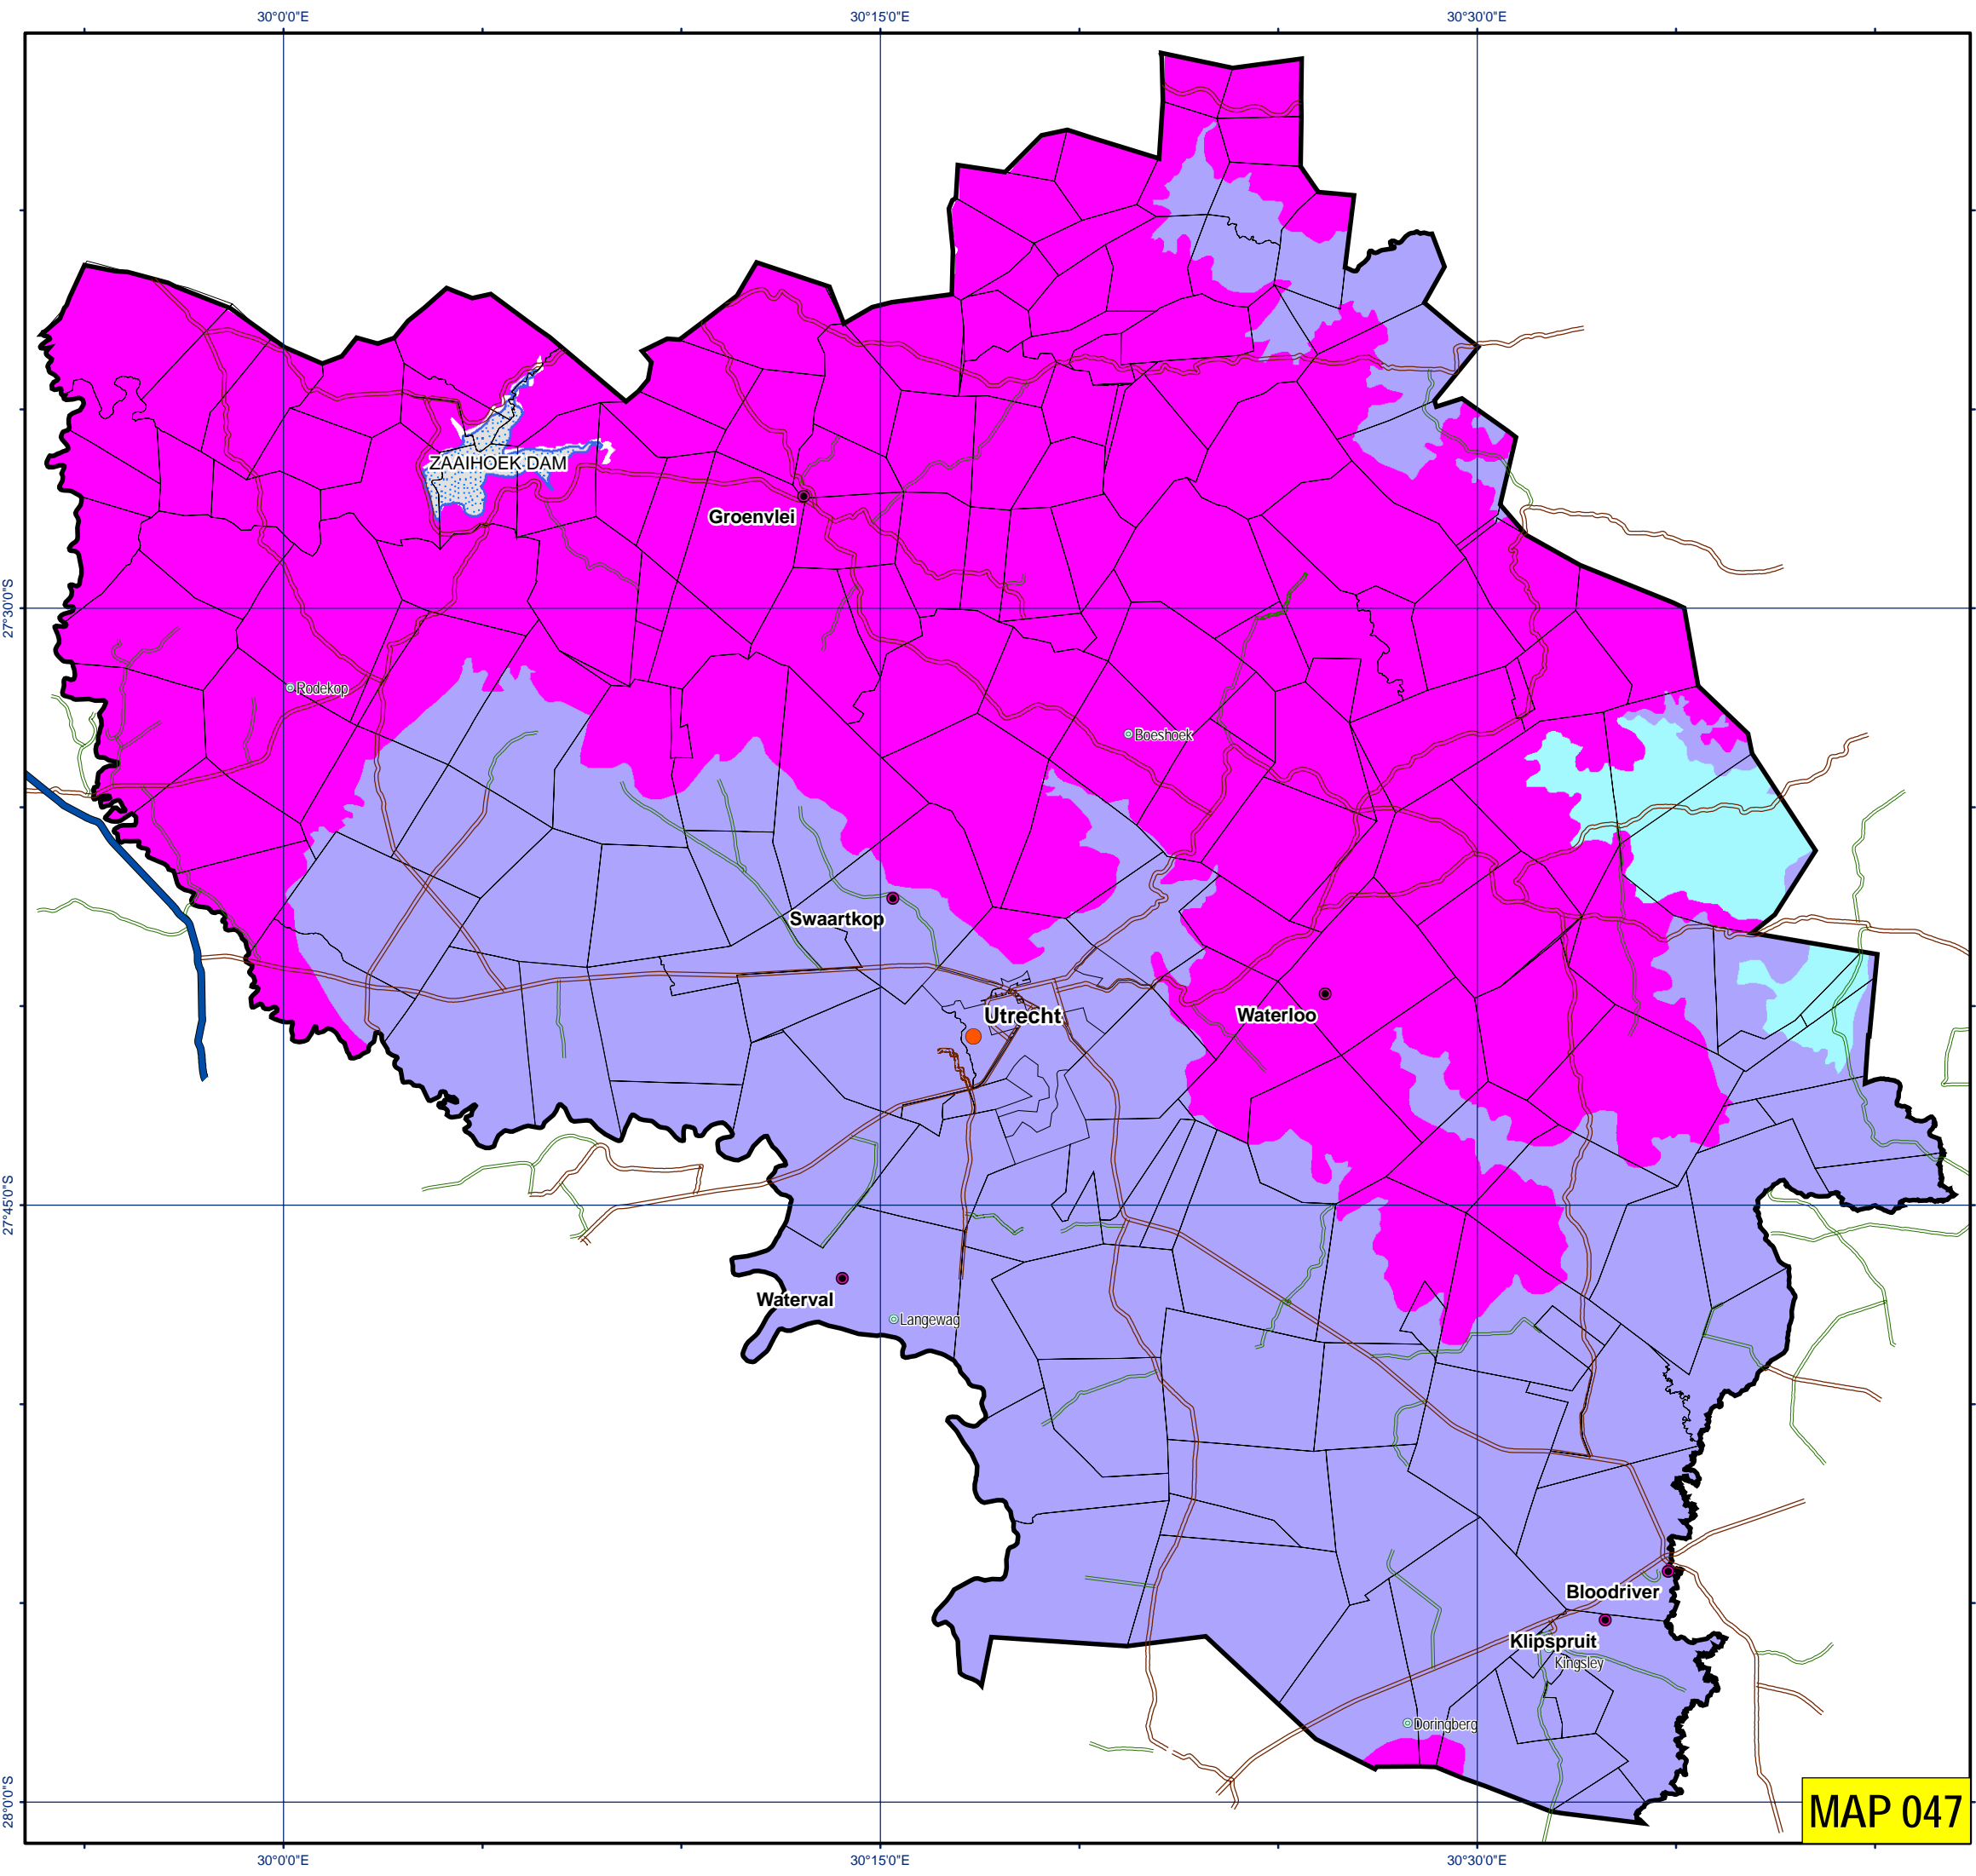 30°0'0"E
30°15'0"E
30°30'0"E
ZAAIHOEK DAM
Groenvlei
27°30'0"S
Rodekop
Boeshoek
Swaartkop
Utrecht
Waterloo
27°45'0"S
Waterval
Langewag
Bloodriver
Klipspruit
Kingsley
Doringberg
28°0'0"S
MAP 047
30°0'0"E
30°15'0"E
30°30'0"E